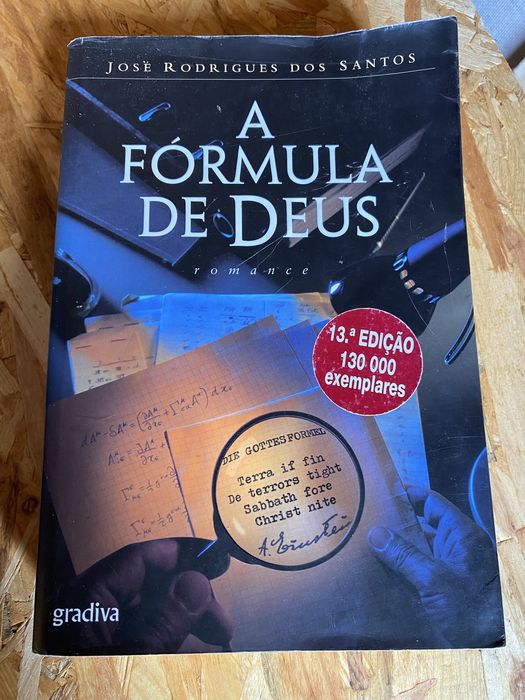 JOSÉ RODRIGUES DOS SANTOS
A
FÓRMULA
DE DEUS
romance
13.ª EDIÇÃO
130 000
exemplares
DIE GOTTESFORMEL
Terra if fin
De terrors tight
Sabbath fore
Christ nite
A. Einstein
gradiva